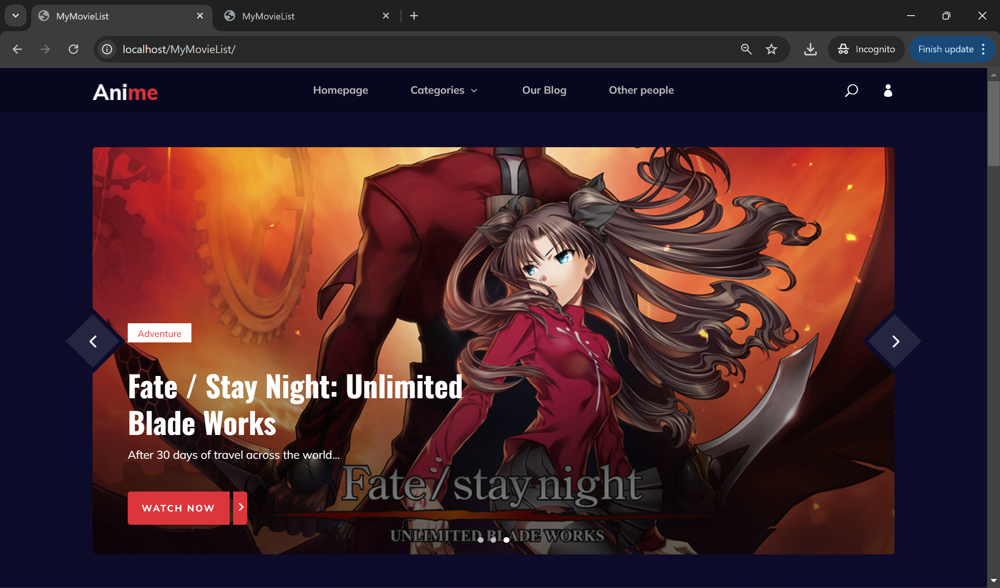 MyMovieList
MyMovieList
localhost/MyMovieList/
Incognito
Finish update
Anime
Homepage
Categories
Our Blog
Other people
Adventure
Fate / Stay Night: Unlimited
Blade Works
After 30 days of travel across the world...
WATCH NOW
Fate/stay night
UNLIMITED BLADE WORKS